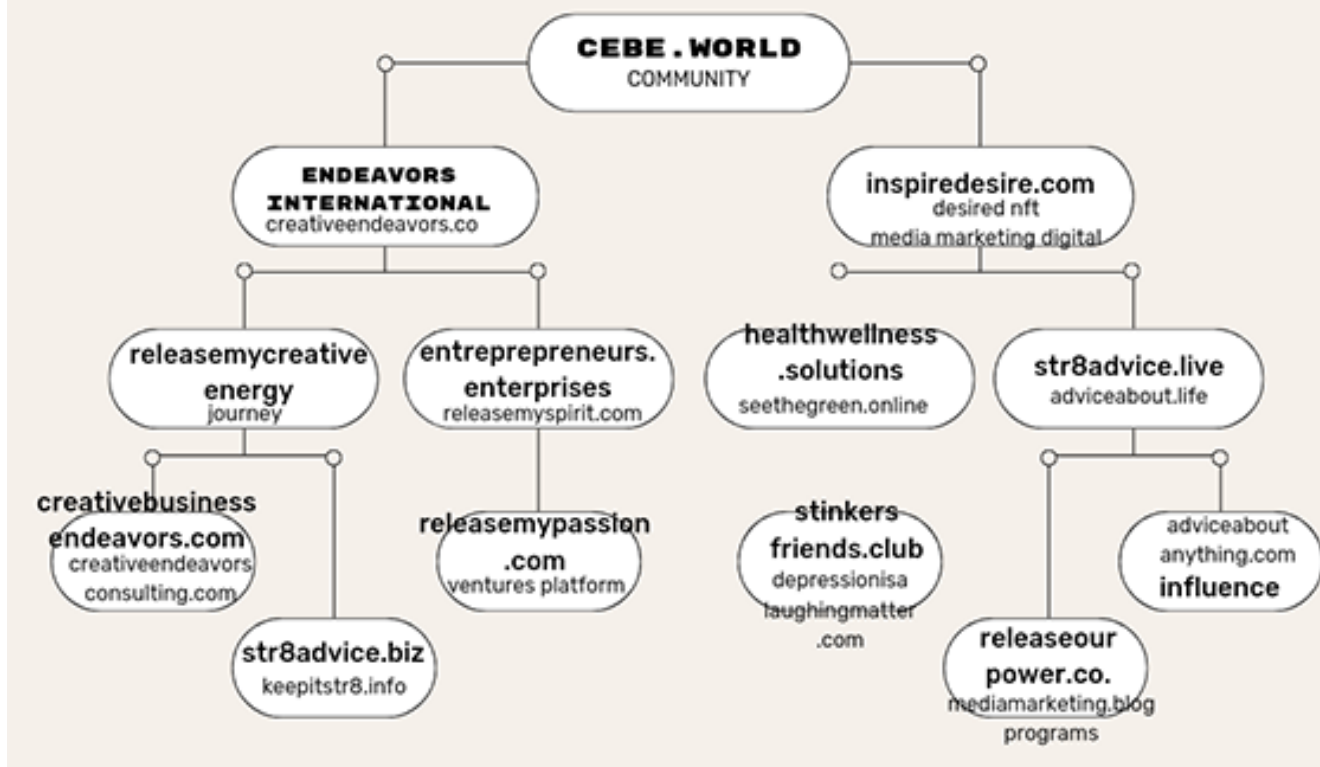 CEBE.WORLD
COMMUNITY
ENDEAVORS
INTERNATIONAL
creativeendeavors.co
inspiredesire.com
desired nft
media marketing digital
releasemycreative
energy
journey
entreprepreneurs.
enterprises
releasemyspirit.com
healthwellness
.solutions
seethegreen.online
str8advice.live
adviceabout.life
creativebusiness
endeavors.com
creativeendeavors
consulting.com
releasemypassion
.com
ventures platform
stinkers
friends.club
depressionisa
laughingmatter
.com
adviceabout
anything.com
influence
str8advice.biz
keepitstr8.info
releaseour
power.co.
mediamarketing.blog
programs